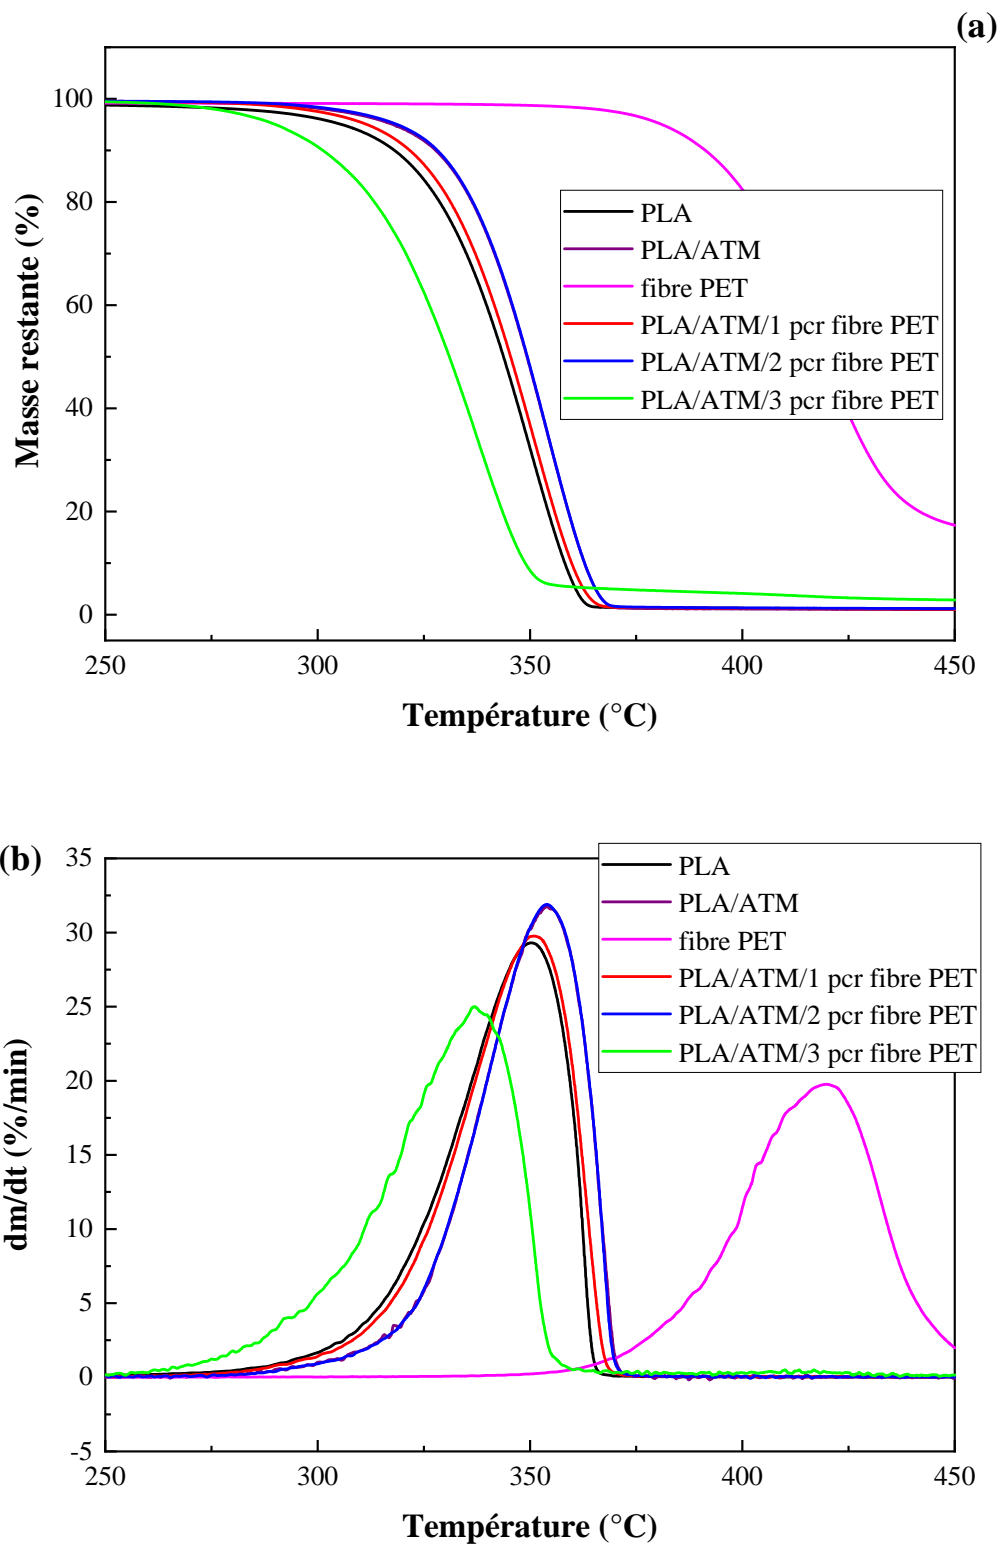 (a)
Masse restante (%)
100
80
60
40
20
0
PLA
PLA/ATM
fibre PET
PLA/ATM/1 pcr fibre PET
PLA/ATM/2 pcr fibre PET
PLA/ATM/3 pcr fibre PET
250 300 350 400 450
Température (°C)
(b)
dm/dt (%/min)
35
30
25
20
15
10
5
0
-5
PLA
PLA/ATM
fibre PET
PLA/ATM/1 pcr fibre PET
PLA/ATM/2 pcr fibre PET
PLA/ATM/3 pcr fibre PET
250 300 350 400 450
Température (°C)